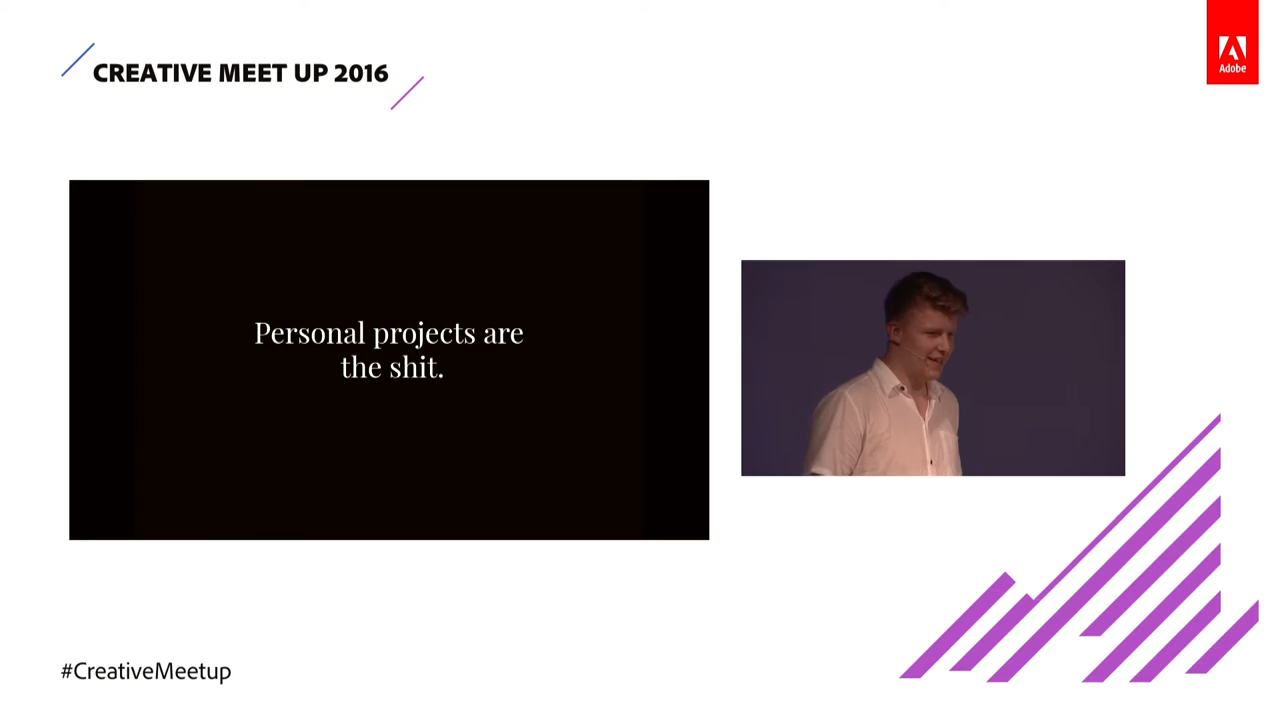 CREATIVE MEET UP 2016
Adobe
Personal projects are
the shit.
#CreativeMeetup